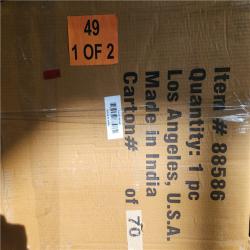 49
1 OF 2
Item # 88586
Quantity: 1 pc
Los Angeles, U.S.A.
Made in India
Carton# of 70